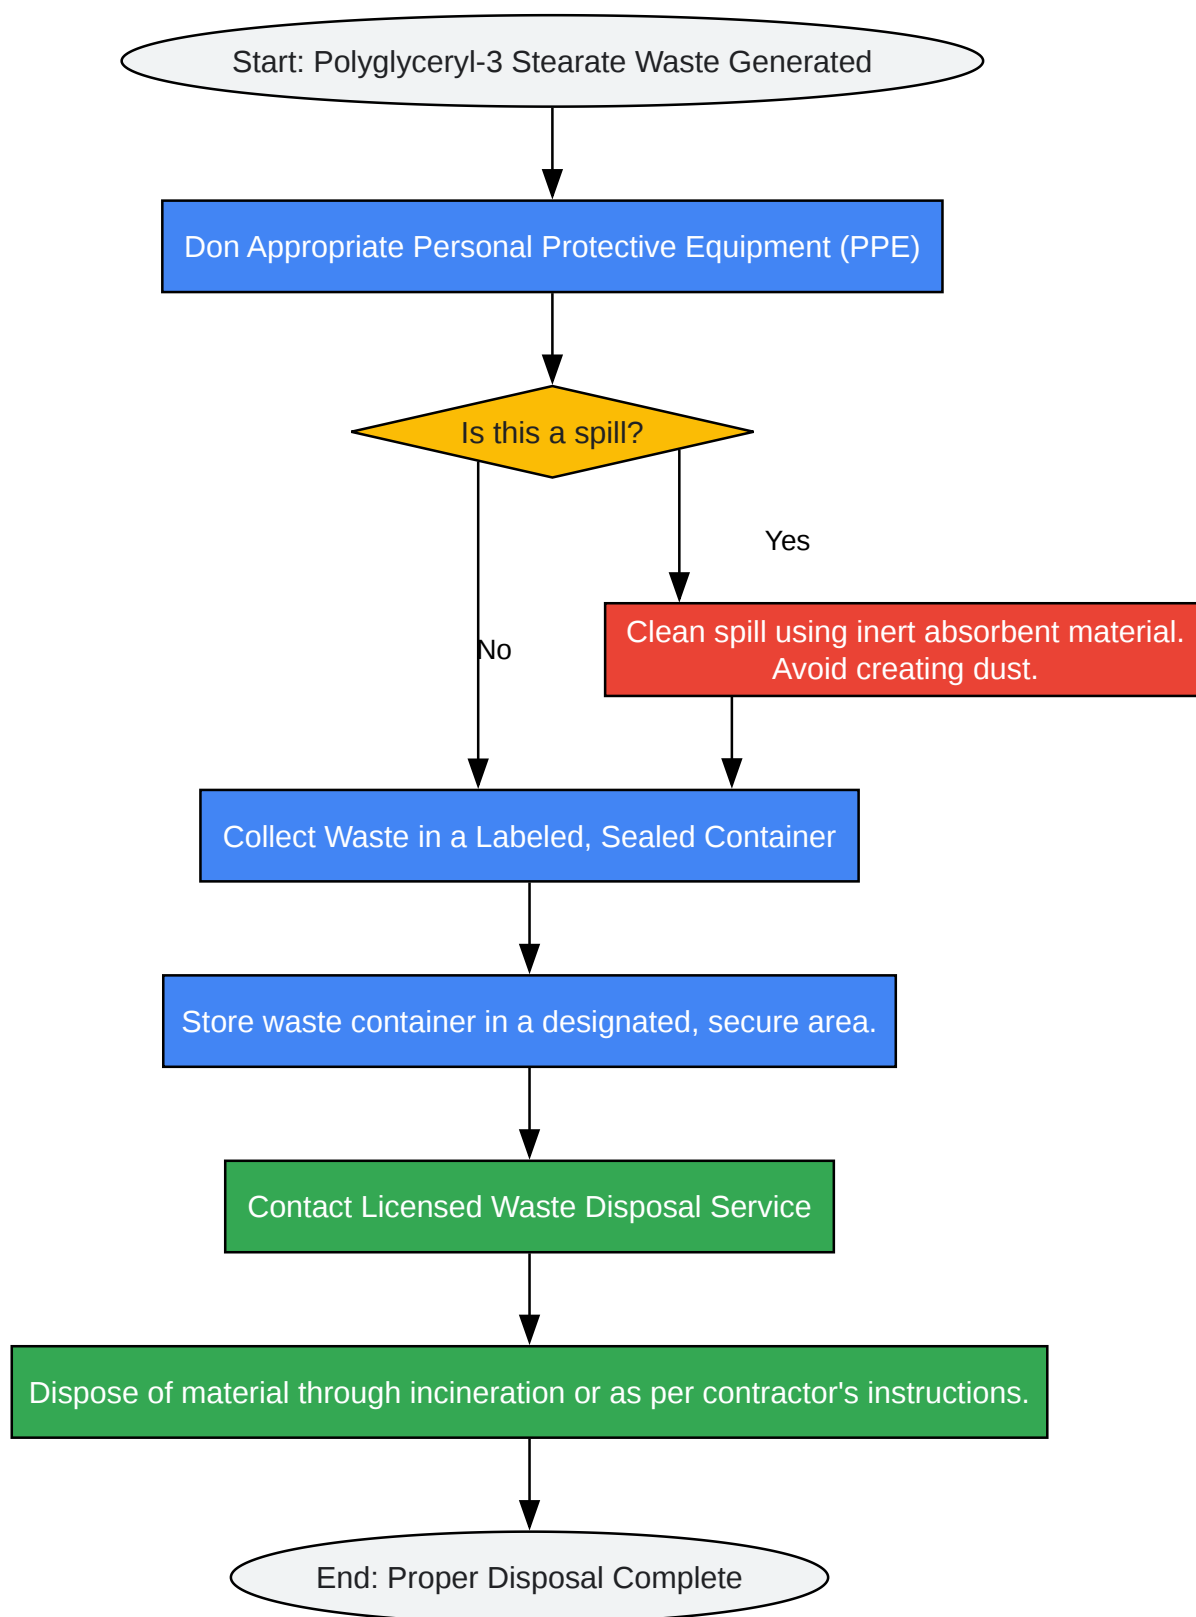 Start: Polyglyceryl-3 Stearate Waste Generated
Don Appropriate Personal Protective Equipment (PPE)
Is this a spill?
Yes
Clean spill using inert absorbent material.
Avoid creating dust.
No
Collect Waste in a Labeled, Sealed Container
Store waste container in a designated, secure area.
Contact Licensed Waste Disposal Service
Dispose of material through incineration or as per contractor's instructions.
End: Proper Disposal Complete